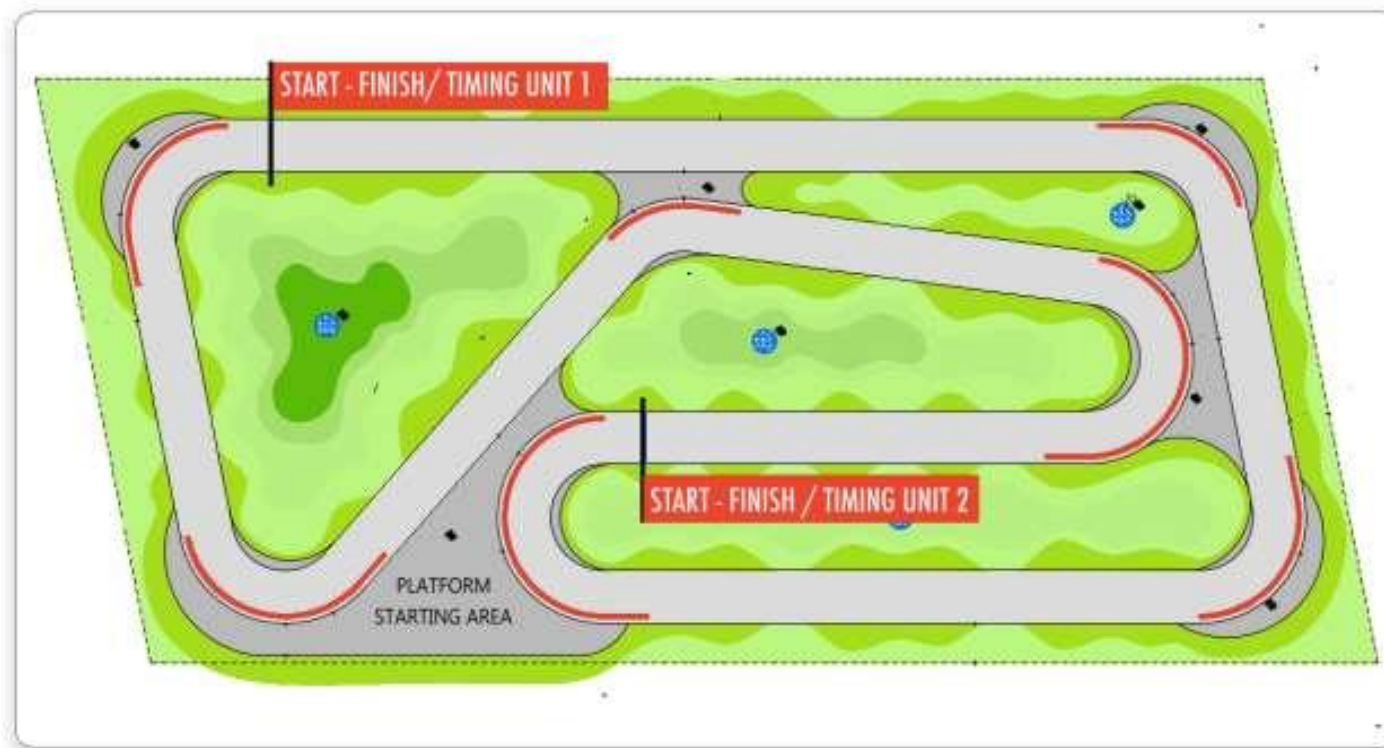 START - FINISH/ TIMING UNIT 1
START - FINISH / TIMING UNIT 2
PLATFORM
STARTING AREA